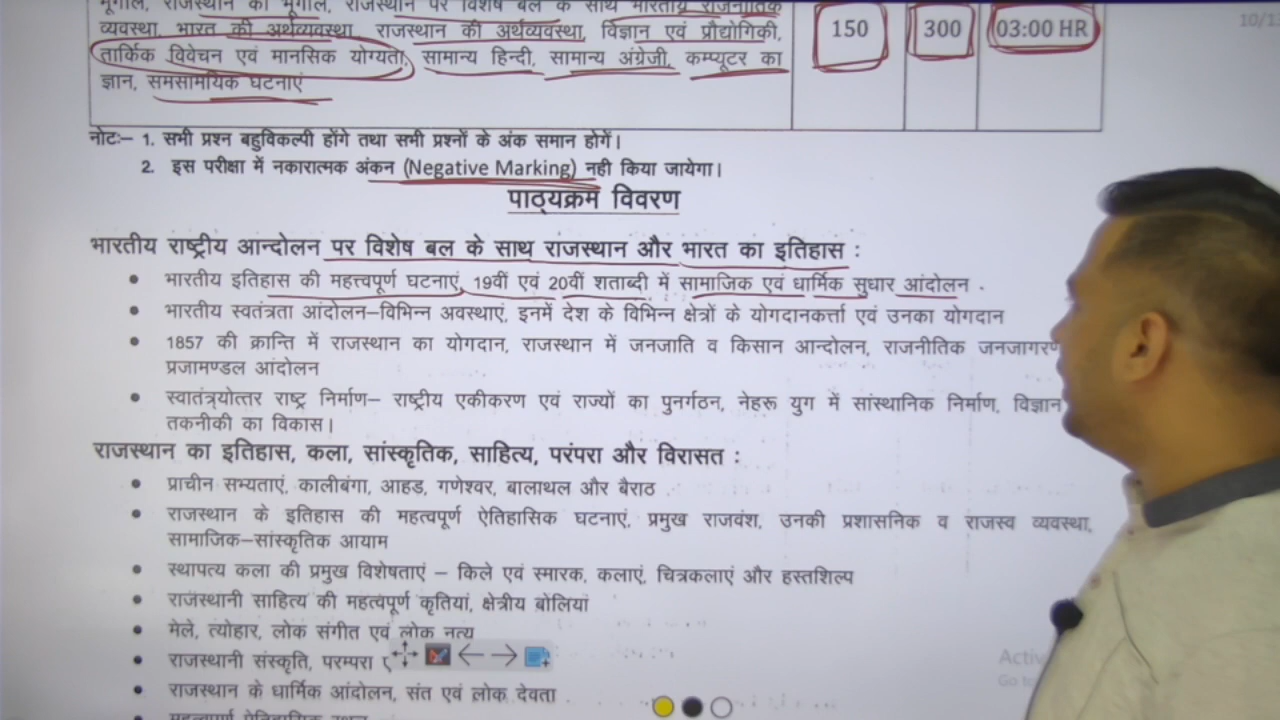 भूगोल, राजस्थान का भूगोल, राजस्थान पर विशेष बल के साथ भारतीय राजनीतिक
व्यवस्था, भारत की अर्थव्यवस्था, राजस्थान की अर्थव्यवस्था, विज्ञान एवं प्रौद्योगिकी,
तार्किक विवेचन एवं मानसिक योग्यता, सामान्य हिन्दी, सामान्य अंग्रेजी, कम्प्यूटर का
ज्ञान, समसामयिक घटनाएं
150
300
03:00 HR
नोटः– 1. सभी प्रश्न बहुविकल्पी होंगे तथा सभी प्रश्नों के अंक समान होगें।
2. इस परीक्षा में नकारात्मक अंकन (Negative Marking) नही किया जायेगा।
पाठ्यक्रम विवरण
भारतीय राष्ट्रीय आन्दोलन पर विशेष बल के साथ राजस्थान और भारत का इतिहास :
• भारतीय इतिहास की महत्त्वपूर्ण घटनाएं, 19वीं एवं 20वीं शताब्दी में सामाजिक एवं धार्मिक सुधार आंदोलन .
• भारतीय स्वतंत्रता आंदोलन–विभिन्न अवस्थाएं, इनमें देश के विभिन्न क्षेत्रों के योगदानकर्त्ता एवं उनका योगदान
• 1857 की क्रान्ति में राजस्थान का योगदान, राजस्थान में जनजाति व किसान आन्दोलन, राजनीतिक जनजागरण
प्रजामण्डल आंदोलन
• स्वातंत्र्योत्तर राष्ट्र निर्माण– राष्ट्रीय एकीकरण एवं राज्यों का पुनर्गठन, नेहरू युग में सांस्थानिक निर्माण, विज्ञान
तकनीकी का विकास।
राजस्थान का इतिहास, कला, सांस्कृतिक, साहित्य, परंपरा और विरासत :
• प्राचीन सभ्यताएं, कालीबंगा, आहड, गणेश्वर, बालाथल और बैराठ
• राजस्थान के इतिहास की महत्वपूर्ण ऐतिहासिक घटनाएं, प्रमुख राजवंश, उनकी प्रशासनिक व राजस्व व्यवस्था,
सामाजिक–सांस्कृतिक आयाम
• स्थापत्य कला की प्रमुख विशेषताएं – किले एवं स्मारक, कलाएं, चित्रकलाएं और हस्तशिल्प
• राजस्थानी साहित्य की महत्वपूर्ण कृतियां, क्षेत्रीय बोलियां
• मेले, त्योहार, लोक संगीत एवं लोक नृत्य
• राजस्थानी संस्कृति, परम्परा
• राजस्थान के धार्मिक आंदोलन, संत एवं लोक देवता
• महत्वपूर्ण ऐतिहासिक स्थल